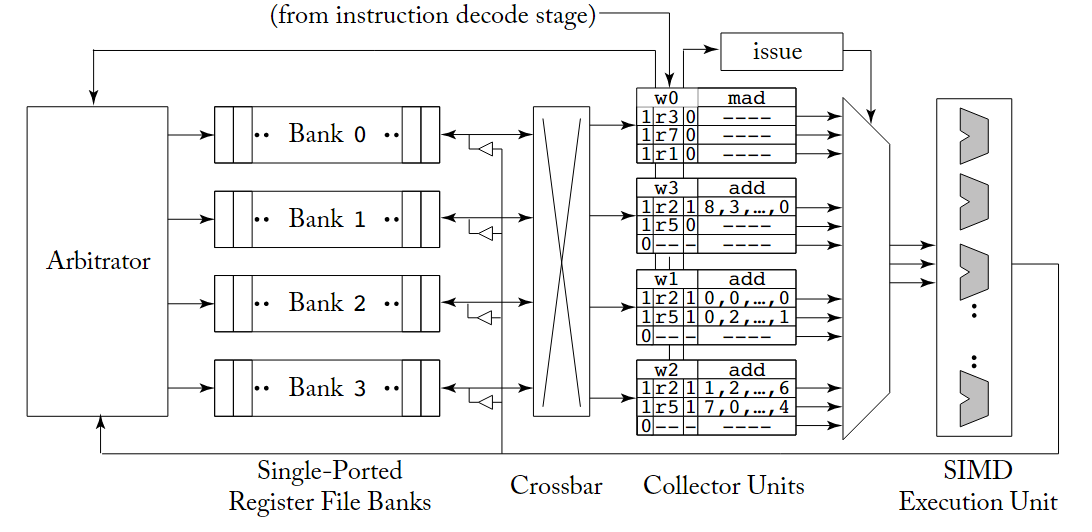 (from instruction decode stage)
issue
Arbitrator
Bank 0
Bank 1
Bank 2
Bank 3
w0 mad
1 r3 0 ----
1 r7 0 ----
1 r1 0 ----
w3 add
1 r2 1 8,3,…,0
1 r5 0 ----
0 -- - ----
w1 add
1 r2 1 0,0,…,0
1 r5 1 0,2,…,1
0 -- - ----
w2 add
1 r2 1 1,2,…,6
1 r5 1 7,0,…,4
0 -- - ----
Single-Ported
Register File Banks
Crossbar
Collector Units
SIMD
Execution Unit